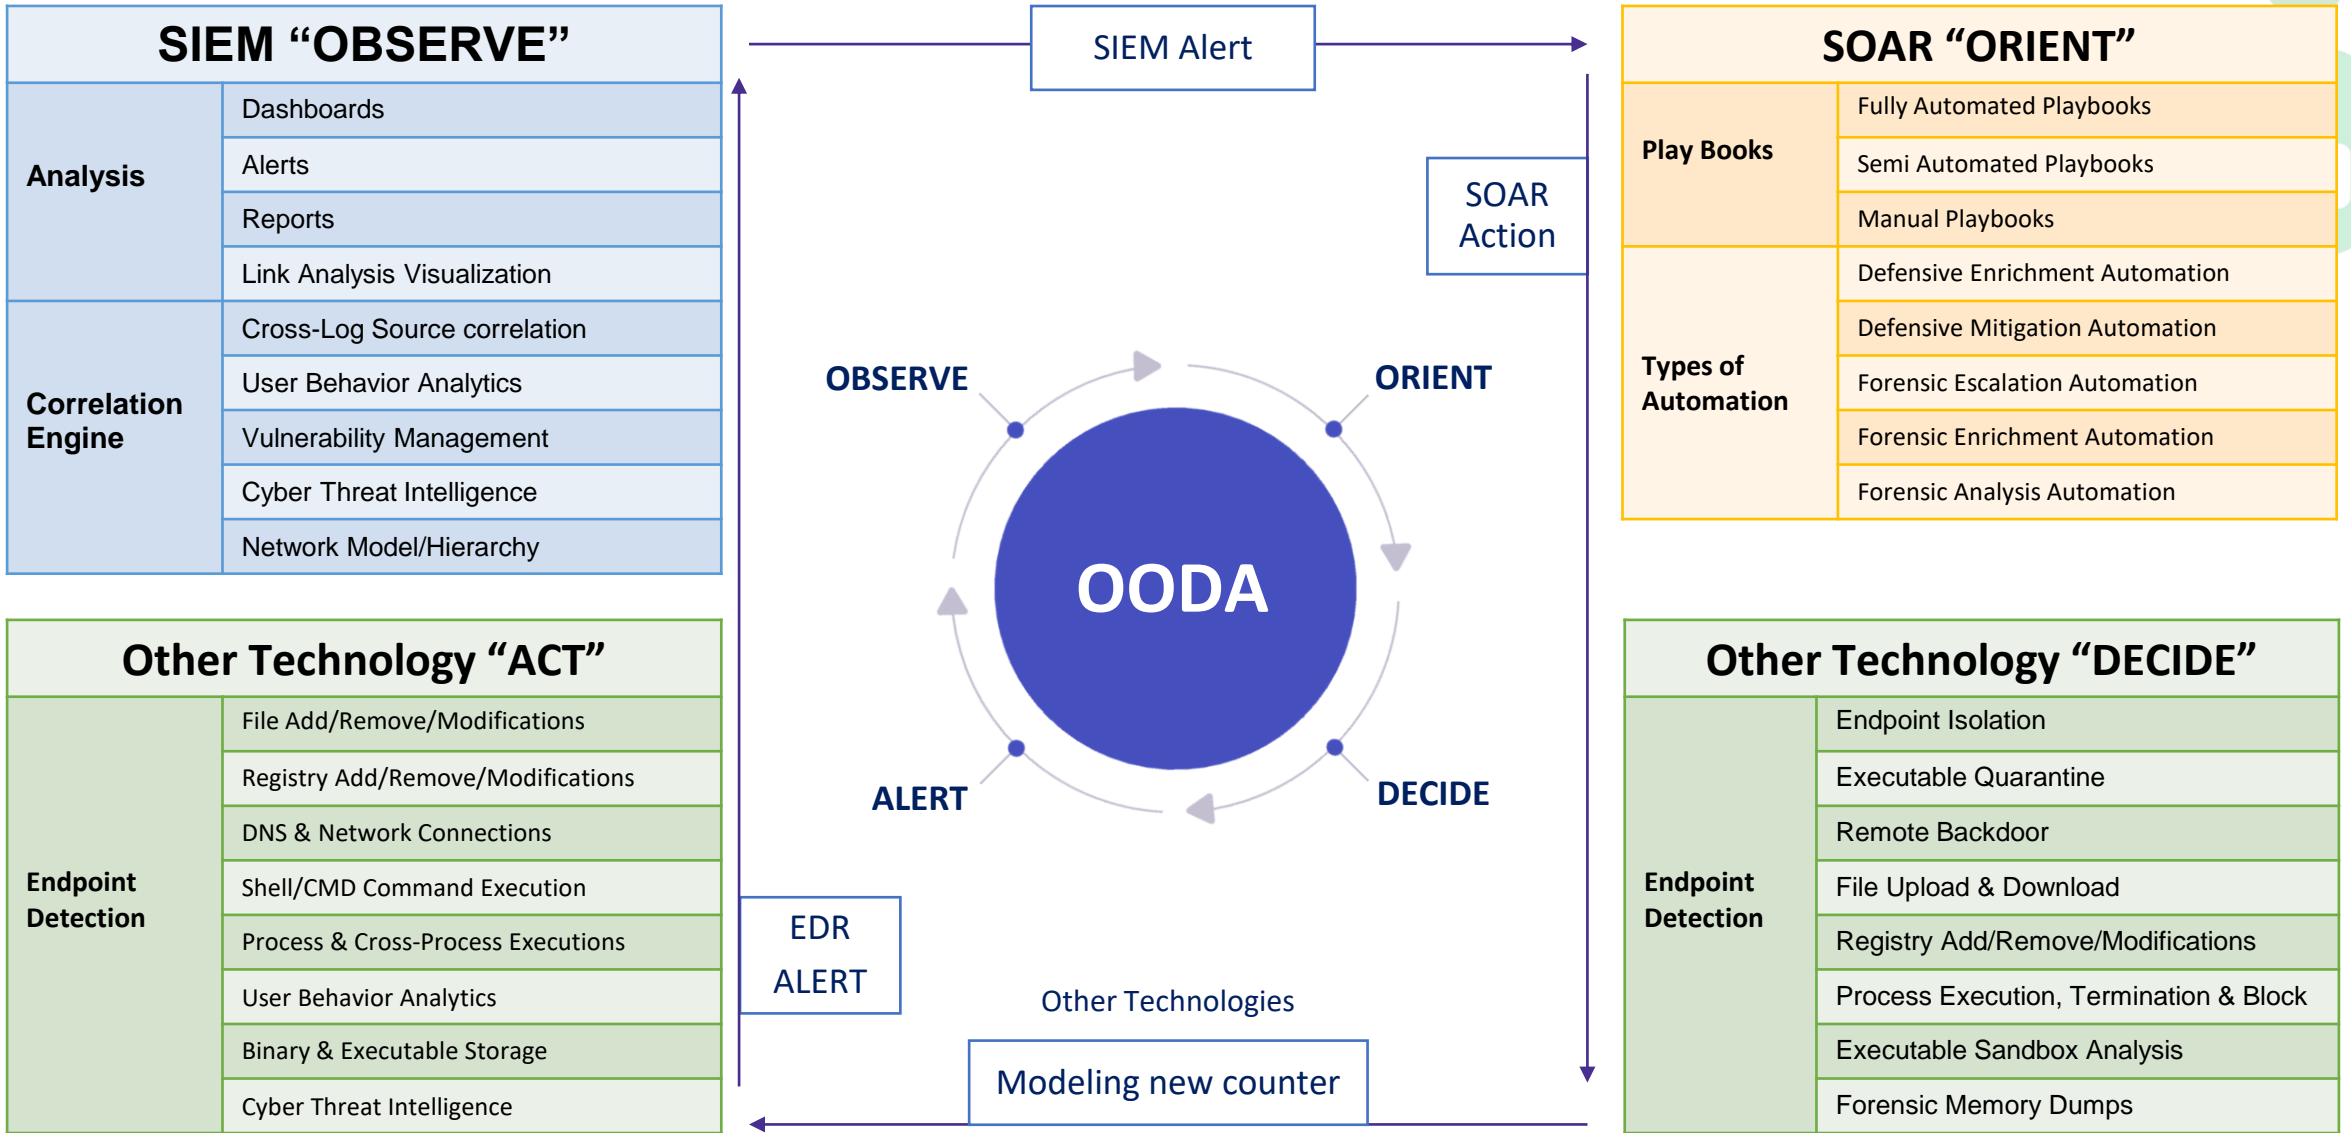 SIEM “OBSERVE”
Analysis
Dashboards
Alerts
Reports
Link Analysis Visualization
Correlation
Engine
Cross-Log Source correlation
User Behavior Analytics
Vulnerability Management
Cyber Threat Intelligence
Network Model/Hierarchy
SIEM Alert
SOAR “ORIENT”
Play Books
Fully Automated Playbooks
Semi Automated Playbooks
Manual Playbooks
Types of
Automation
Defensive Enrichment Automation
Defensive Mitigation Automation
Forensic Escalation Automation
Forensic Enrichment Automation
Forensic Analysis Automation
SOAR
Action
OBSERVE
ORIENT
OODA
ALERT
DECIDE
Other Technology “ACT”
Endpoint
Detection
File Add/Remove/Modifications
Registry Add/Remove/Modifications
DNS & Network Connections
Shell/CMD Command Execution
Process & Cross-Process Executions
User Behavior Analytics
Binary & Executable Storage
Cyber Threat Intelligence
EDR
ALERT
Other Technologies
Modeling new counter
Other Technology “DECIDE”
Endpoint
Detection
Endpoint Isolation
Executable Quarantine
Remote Backdoor
File Upload & Download
Registry Add/Remove/Modifications
Process Execution, Termination & Block
Executable Sandbox Analysis
Forensic Memory Dumps